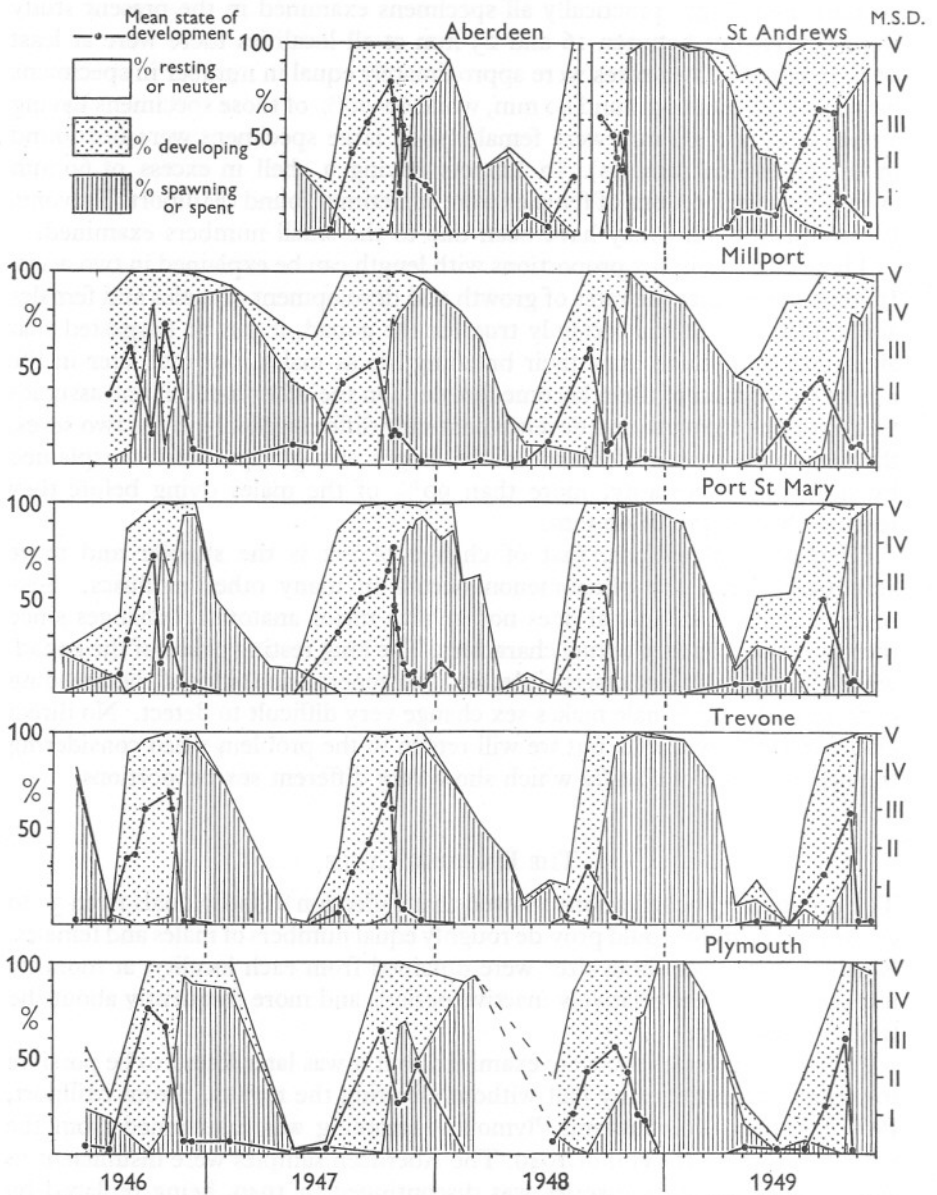 Mean state of
development
% resting
or neuter
% developing
% spawning
or spent
Aberdeen
St Andrews
M.S.D.
100
%
50
V
IV
III
II
I
Millport
100
%
50
V
IV
III
II
I
Port St Mary
100
%
50
V
IV
III
II
I
Trevone
100
%
50
V
IV
III
II
I
Plymouth
100
%
50
V
IV
III
II
I
1946
1947
1948
1949